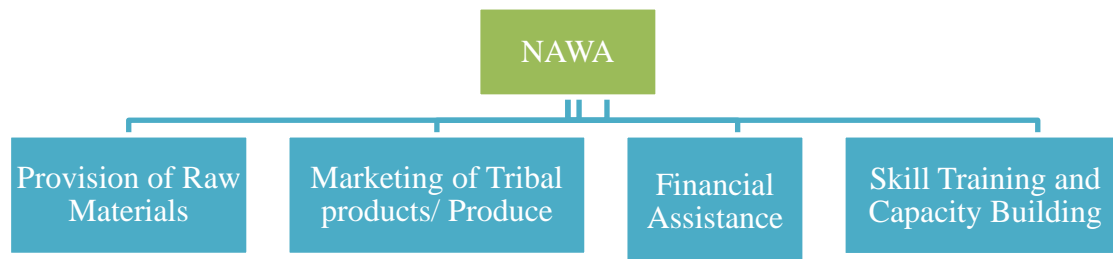 NAWA
Provision of Raw
Materials
Marketing of Tribal
products/ Produce
Financial
Assistance
Skill Training and
Capacity Building